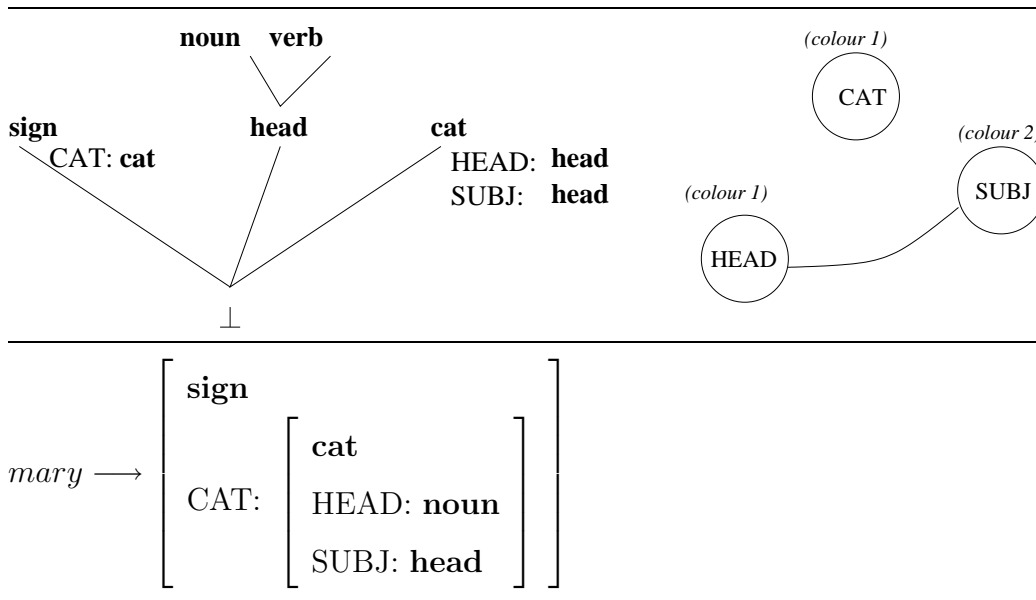 noun verb
(colour 1)
CAT
sign head cat
(colour 2)
CAT: cat
HEAD: head
SUBJ: head
(colour 1)
SUBJ
HEAD
⊥
mary ⟶
sign
CAT:
cat
HEAD: noun
SUBJ: head